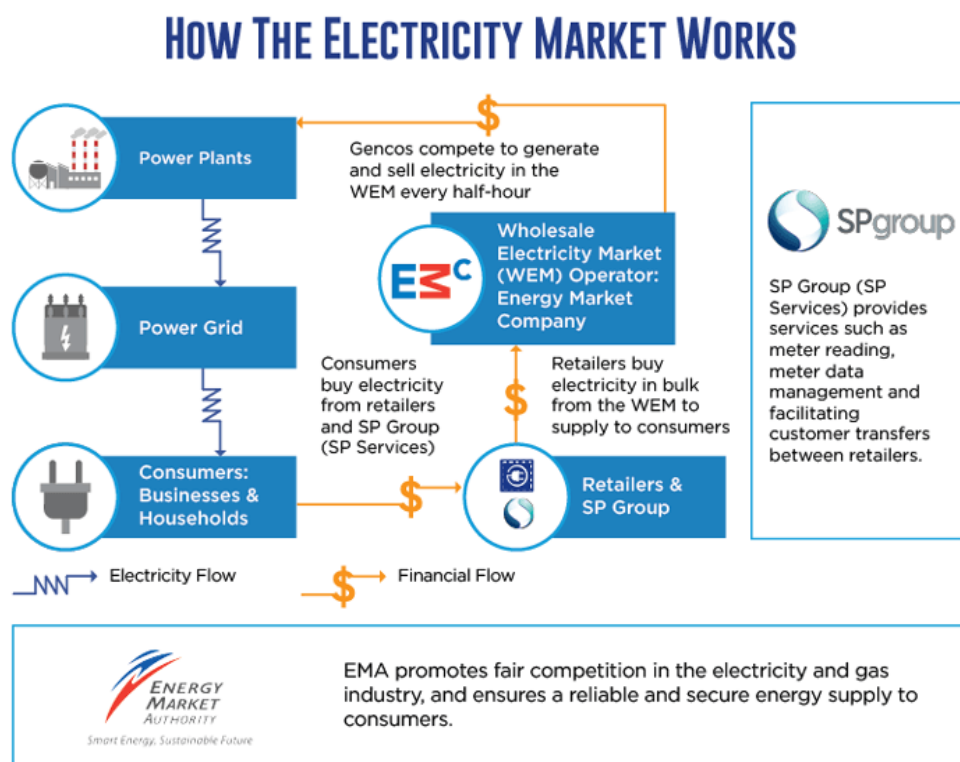 HOW THE ELECTRICITY MARKET WORKS
Power Plants
$
Gencos compete to generate
and sell electricity in the
WEM every half-hour
EMC
Wholesale
Electricity Market
(WEM) Operator:
Energy Market
Company
Power Grid
Consumers
buy electricity
from retailers
and SP Group
(SP Services)
$
Retailers buy
electricity in bulk
from the WEM to
supply to consumers
Consumers:
Businesses &
Households
$
Retailers &
SP Group
Electricity Flow
$
Financial Flow
SPgroup
SP Group (SP
Services) provides
services such as
meter reading,
meter data
management and
facilitating
customer transfers
between retailers.
ENERGY
MARKET
AUTHORITY
Smart Energy, Sustainable Future
EMA promotes fair competition in the electricity and gas
industry, and ensures a reliable and secure energy supply to
consumers.